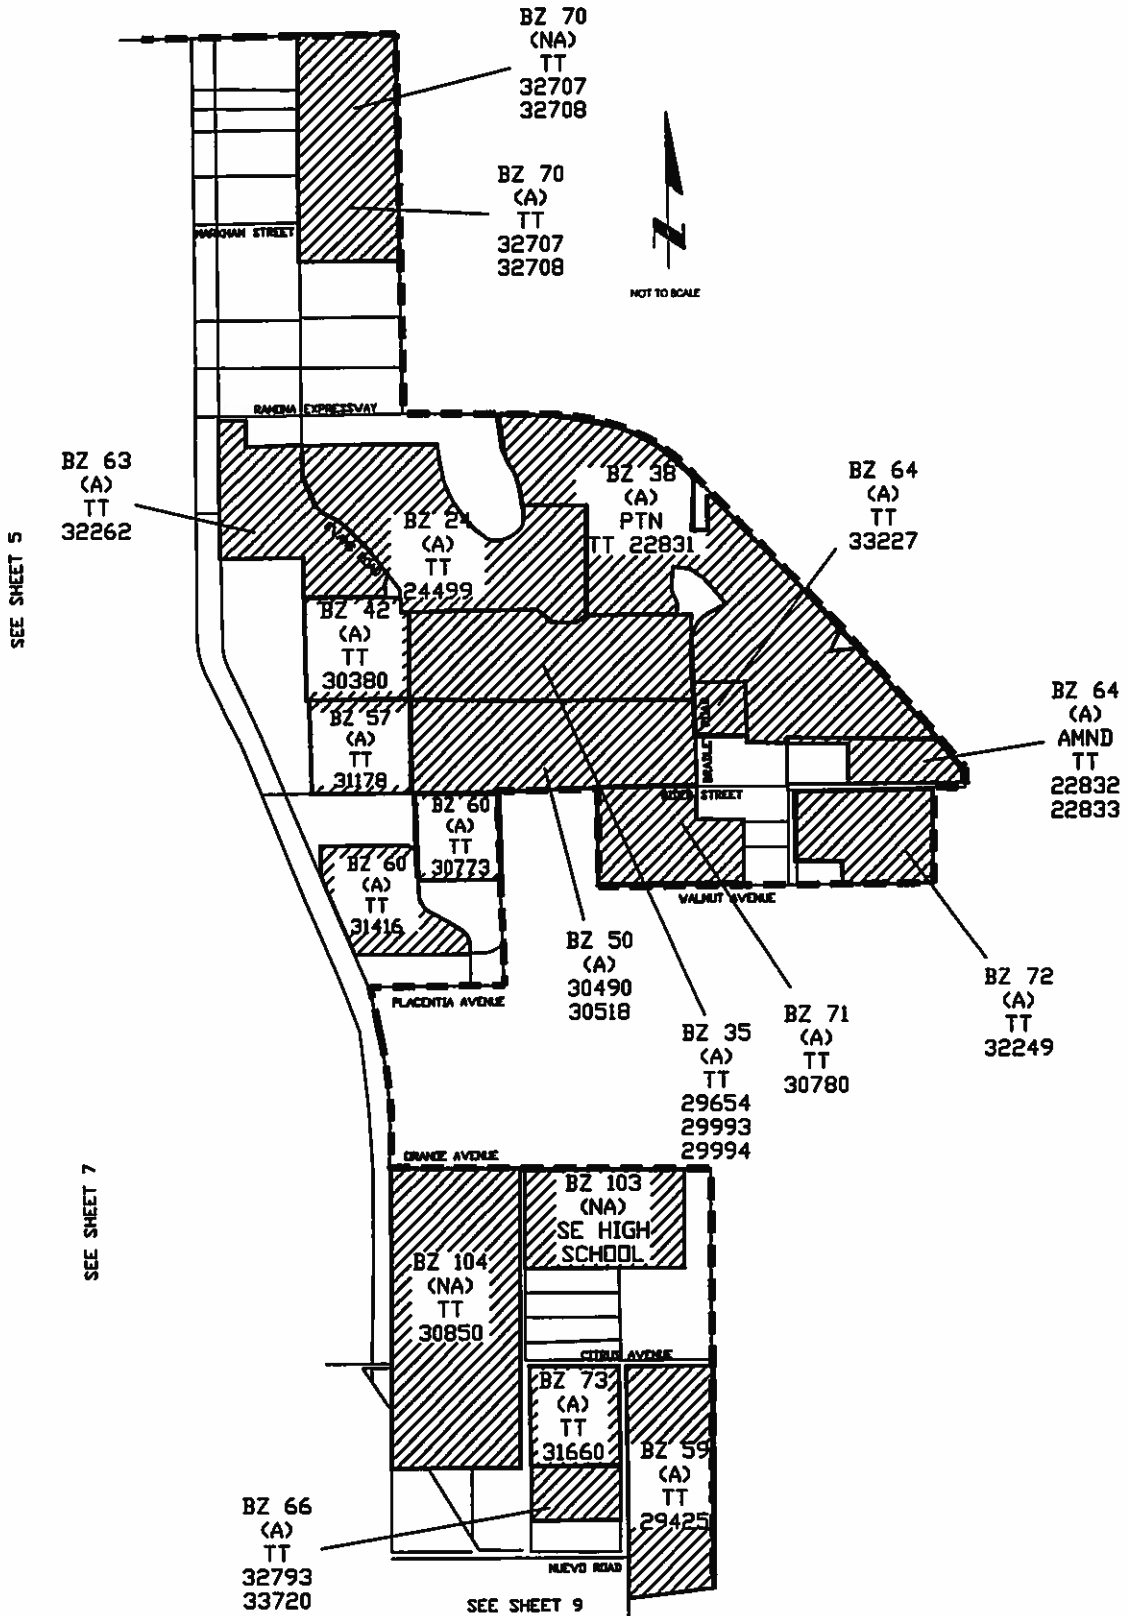 BZ 70
(NA)
TT
32707
32708
BZ 70
(A)
TT
32707
32708
MARKHAM STREET
N
NOT TO SCALE
RAMONA EXPRESSWAY
BZ 63
(A)
TT
32262
BZ 38
(A)
PTN
TT 22831
BZ 64
(A)
TT
33227
BZ 24
(A)
TT
24499
SEE SHEET 5
BZ 42
(A)
TT
30380
BZ 64
(A)
AMND
TT
22832
22833
BZ 57
(A)
TT
31178
RIDER STREET
BZ 60
(A)
TT
30773
BZ 60
(A)
TT
31416
WALNUT AVENUE
BZ 50
(A)
30490
30518
BZ 72
(A)
TT
32249
PLACENTIA AVENUE
BZ 35
(A)
TT
29654
29993
29994
BZ 71
(A)
TT
30780
ORANGE AVENUE
SEE SHEET 7
BZ 103
(NA)
SE HIGH
SCHOOL
BZ 104
(NA)
TT
30850
CITRUS AVENUE
BZ 73
(A)
TT
31660
BZ 59
(A)
TT
29425
BZ 66
(A)
TT
32793
33720
NUEVO ROAD
SEE SHEET 9